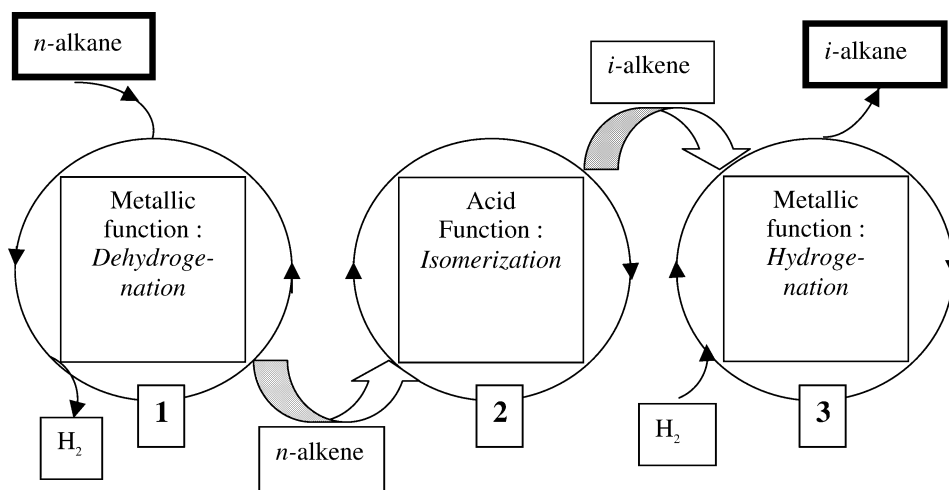 n-alkane
i-alkene
i-alkane
Metallic
function :
Dehydroge-
nation
Acid
Function :
Isomerization
Metallic
function :
Hydroge-
nation
1
2
3
H₂
n-alkene
H₂